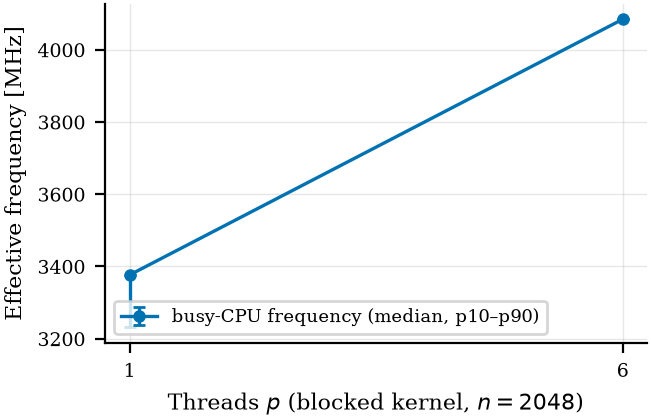 Effective frequency [MHz]
4000
3800
3600
3400
3200
busy-CPU frequency (median, p10–p90)
1
6
Threads p (blocked kernel, n = 2048)